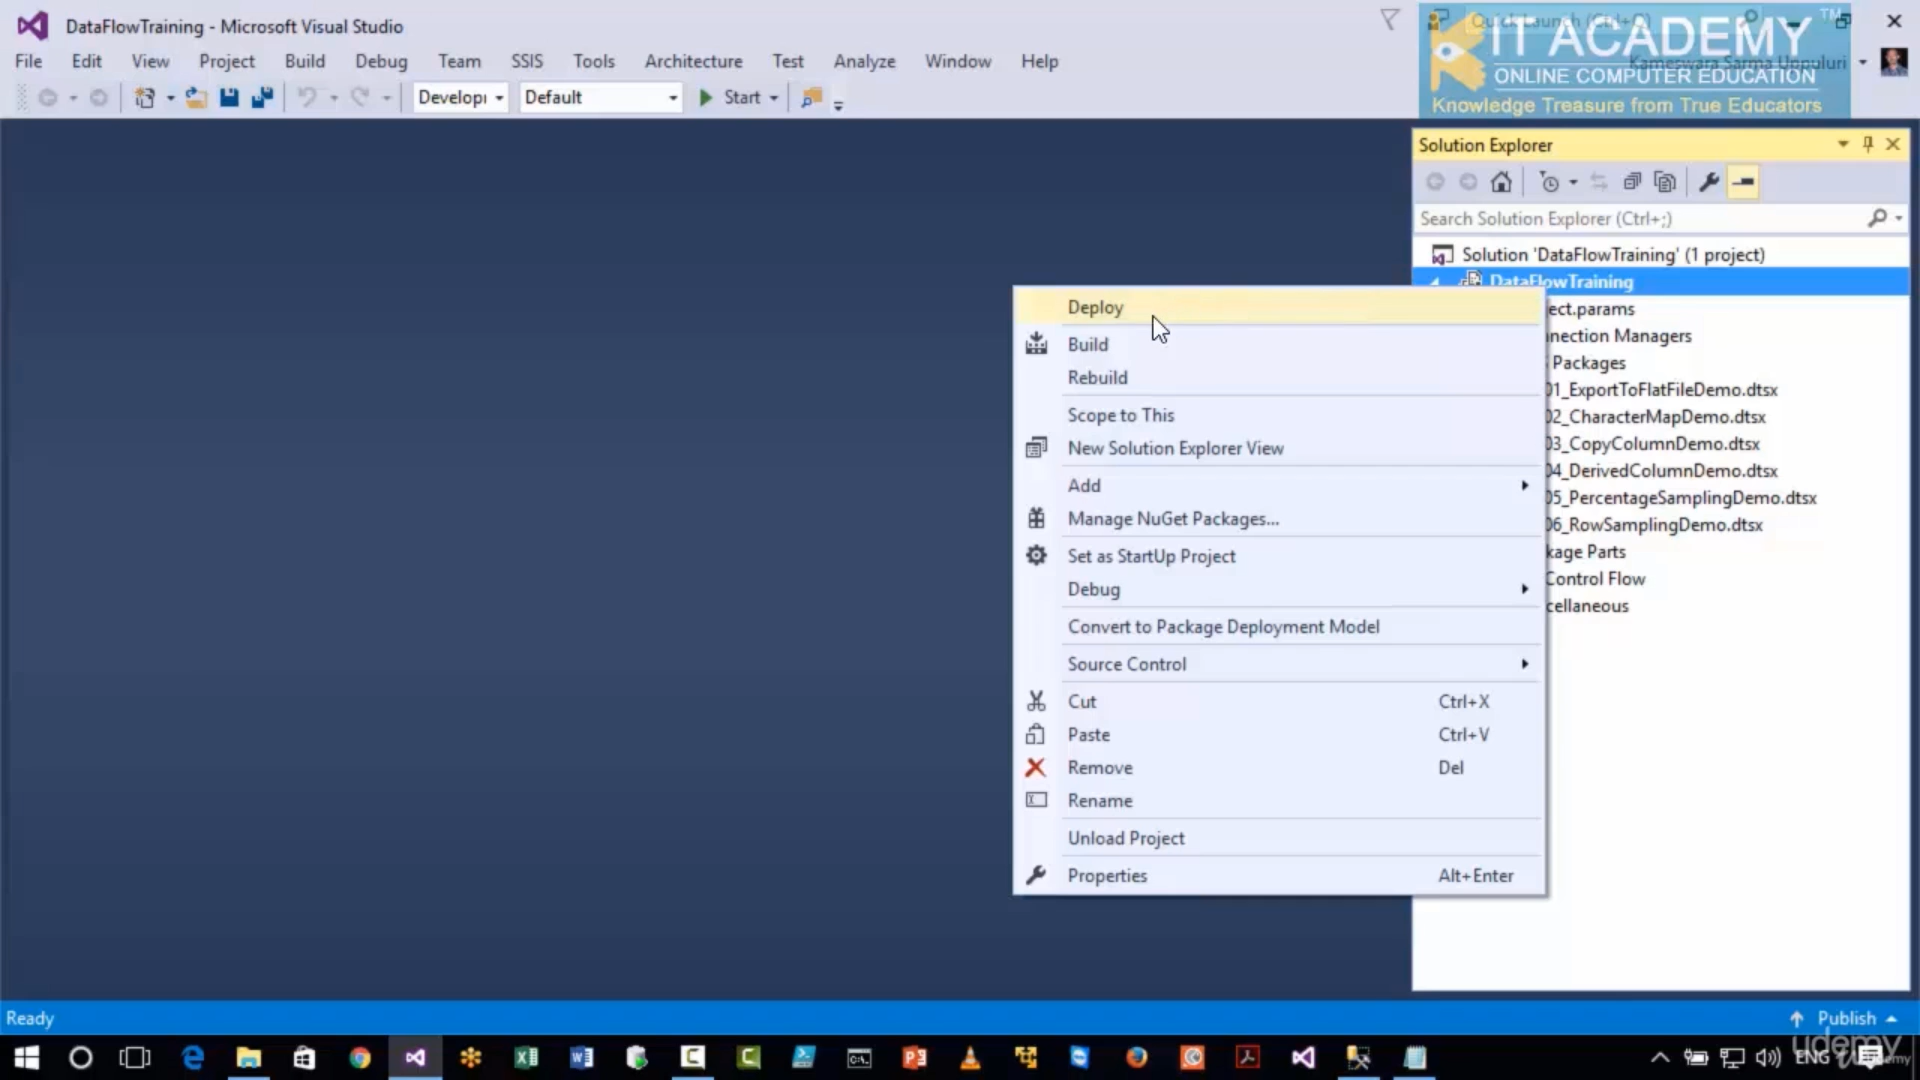 DataFlowTraining - Microsoft Visual Studio
Quick Launch (Ctrl+Q)
File Edit View Project Build Debug Team SSIS Tools Architecture Test Analyze Window Help
Kameswara Sarma Uppuluri
KIT ACADEMY TM
ONLINE COMPUTER EDUCATION
Knowledge Treasure from True Educators
Develop Default Start
Solution Explorer
Search Solution Explorer (Ctrl+;)
Solution 'DataFlowTraining' (1 project)
DataFlowTraining
ect.params
nection Managers
Packages
01_ExportToFlatFileDemo.dtsx
02_CharacterMapDemo.dtsx
03_CopyColumnDemo.dtsx
04_DerivedColumnDemo.dtsx
05_PercentageSamplingDemo.dtsx
06_RowSamplingDemo.dtsx
kage Parts
Control Flow
cellaneous
Deploy
Build
Rebuild
Scope to This
New Solution Explorer View
Add
Manage NuGet Packages...
Set as StartUp Project
Debug
Convert to Package Deployment Model
Source Control
Cut Ctrl+X
Paste Ctrl+V
Remove Del
Rename
Unload Project
Properties Alt+Enter
Ready
Publish
udemy
ENG